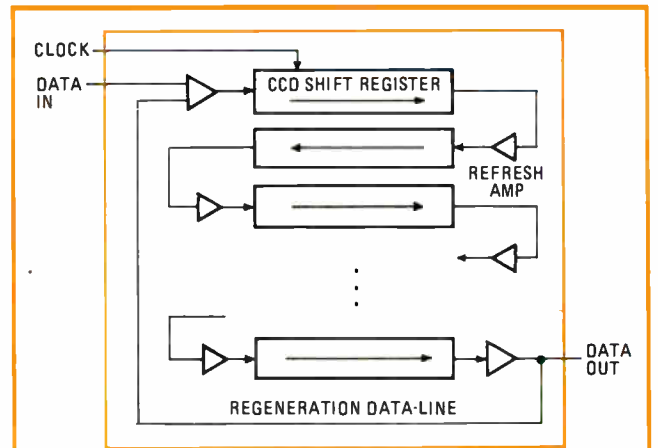 CLOCK
DATA
IN
CCD SHIFT REGISTER
REFRESH
AMP
DATA
OUT
REGENERATION DATA-LINE